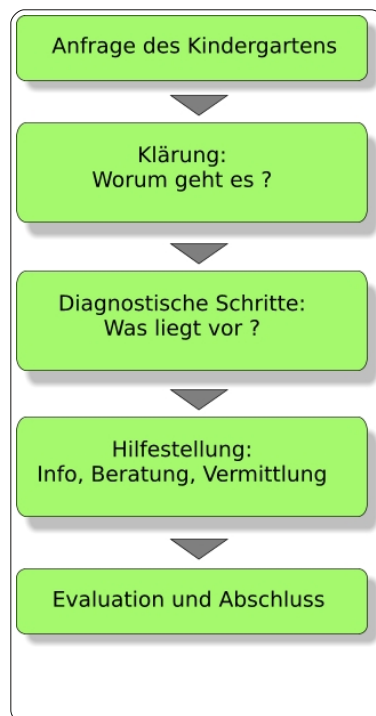 Anfrage des Kindergartens
Klärung:
Worum geht es ?
Diagnostische Schritte:
Was liegt vor ?
Hilfestellung:
Info, Beratung, Vermittlung
Evaluation und Abschluss